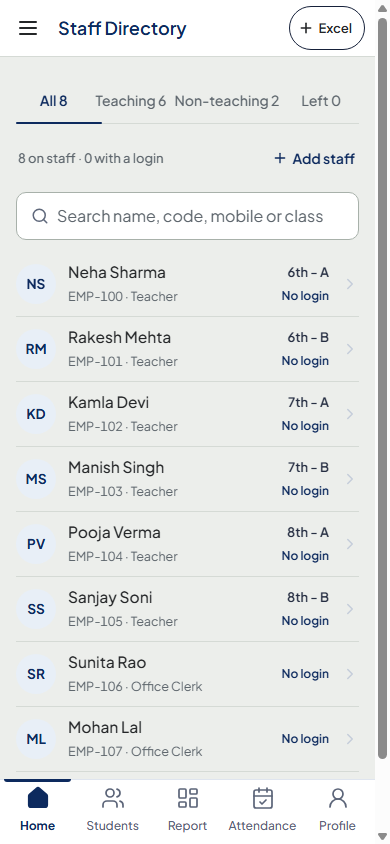 Staff Directory
+ Excel
All 8 Teaching 6 Non-teaching 2 Left 0
8 on staff · 0 with a login
+ Add staff
Search name, code, mobile or class
NS
Neha Sharma
EMP-100 · Teacher
6th - A
No login
RM
Rakesh Mehta
EMP-101 · Teacher
6th - B
No login
KD
Kamla Devi
EMP-102 · Teacher
7th - A
No login
MS
Manish Singh
EMP-103 · Teacher
7th - B
No login
PV
Pooja Verma
EMP-104 · Teacher
8th - A
No login
SS
Sanjay Soni
EMP-105 · Teacher
8th - B
No login
SR
Sunita Rao
EMP-106 · Office Clerk
No login
ML
Mohan Lal
EMP-107 · Office Clerk
No login
Home Students Report Attendance Profile